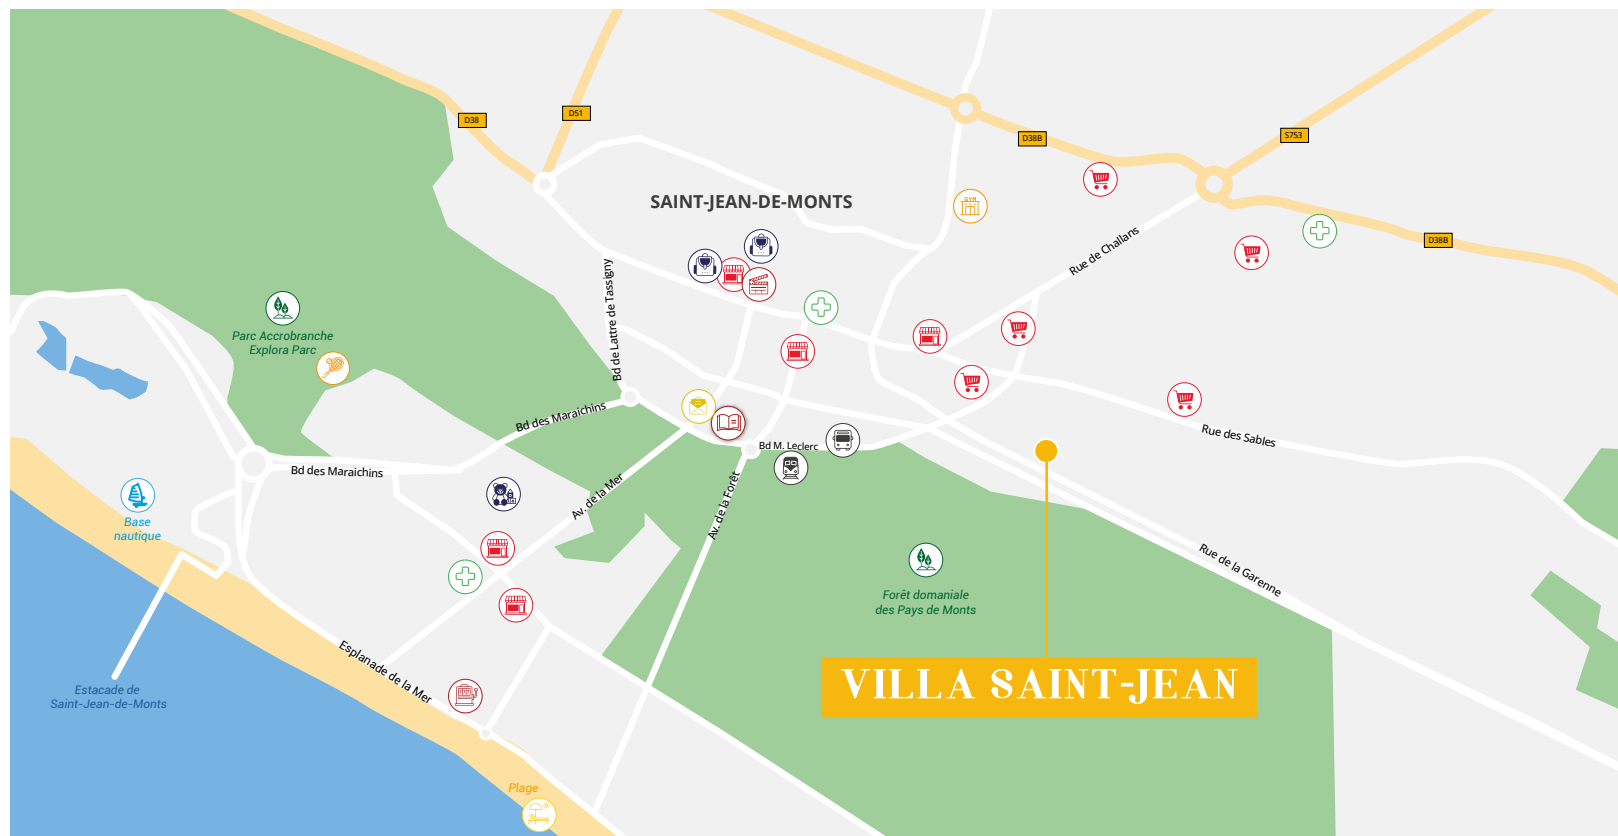 D38
D51
D38B
S753
SAINT-JEAN-DE-MONTS
GYM
Rue de Challans
D38B
Bd de Lattre de Tassigny
Parc Accrobranche
Explora Parc
Bd des Maraichins
Bd M. Leclerc
Rue des Sables
Bd des Maraichins
Av. de la Mer
Av. de la Forêt
Base
nautique
Rue de la Garenne
Forêt domaniale
des Pays de Monts
Esplanade de la Mer
VILLA SAINT-JEAN
Estacade de
Saint-Jean-de-Monts
Plage